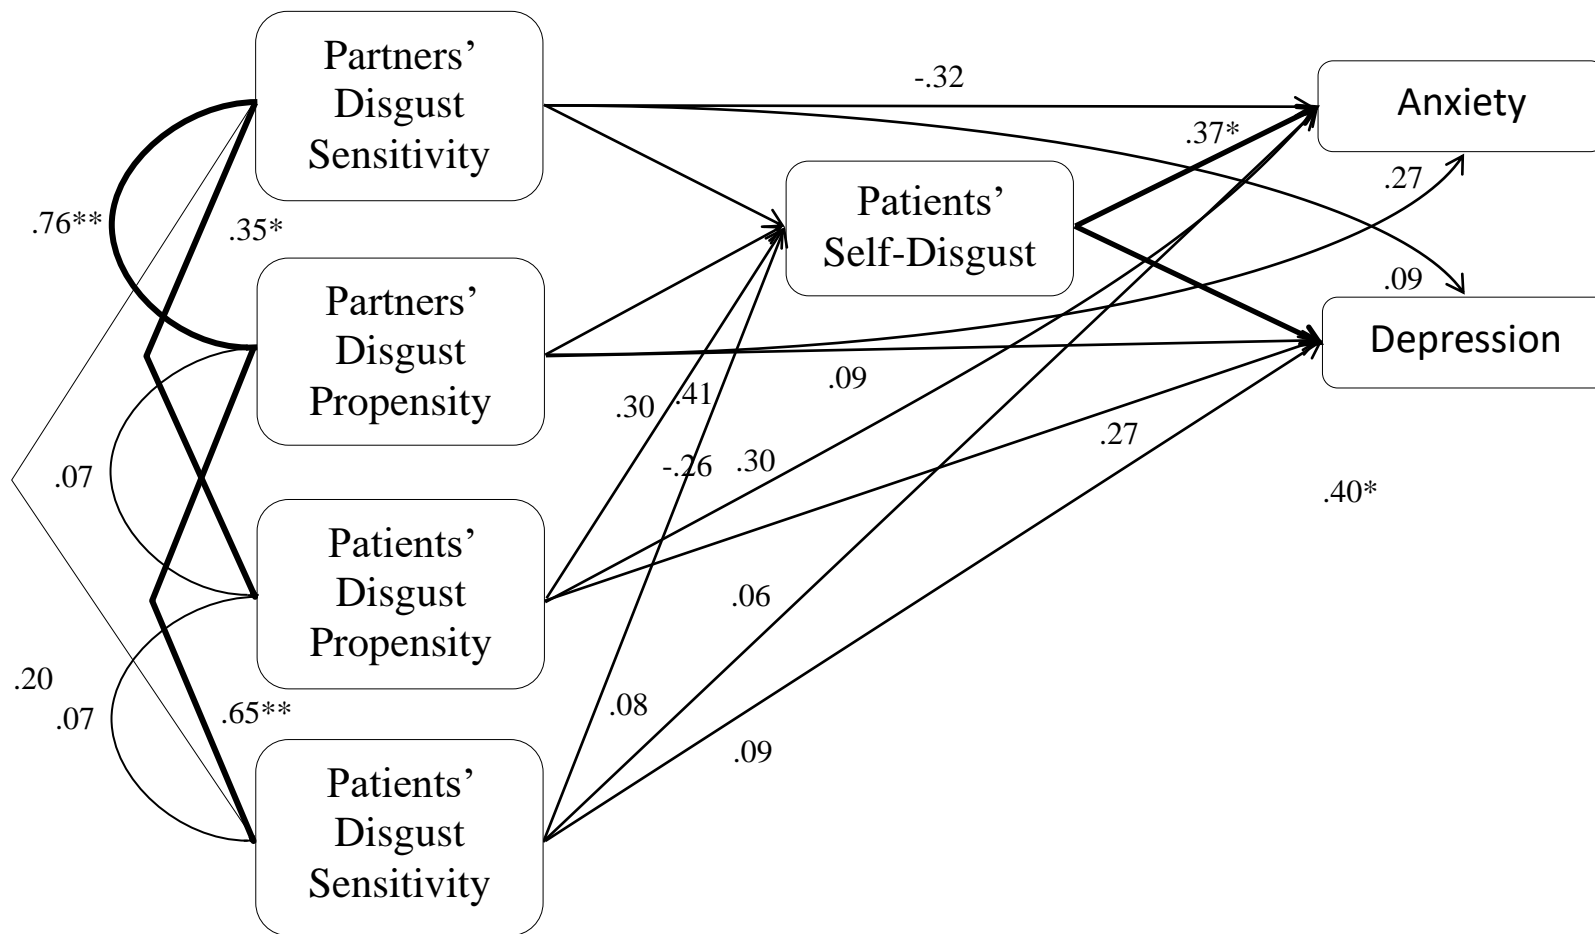 Partners’
Disgust
Sensitivity
-.32
Anxiety
.37*
Patients’
Self-Disgust
.27
.76**
.35*
Partners’
Disgust
Propensity
.09
Depression
.30
.41
.09
.27
.07
-.26
.30
.40*
Patients’
Disgust
Propensity
.06
.20
.07
.65**
.08
.09
Patients’
Disgust
Sensitivity